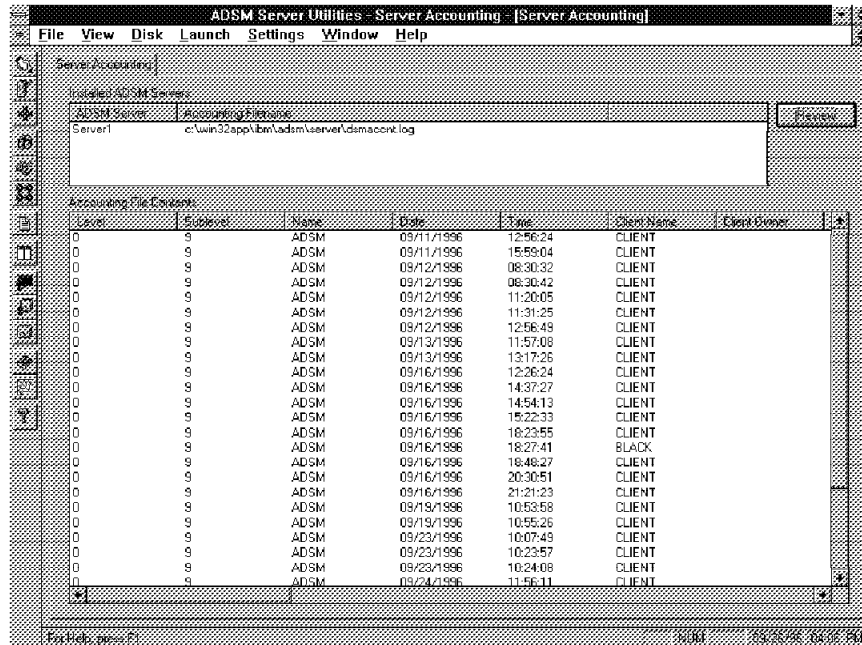 ADSM Server Utilities - Server Accounting - [Server Accounting]
File View Disk Launch Settings Window Help
Server Accounting
Installed ADSM Servers
ADSM Server Accounting Filename
Server1 c:\win32app\ibm\adsm\server\dsmaccnt.log
Preview
Accounting File Contents
Level Sublevel Name Date Time Client Name Client Owner
0 9 ADSM 09/11/1996 12:56:24 CLIENT
0 9 ADSM 09/11/1996 15:59:04 CLIENT
0 9 ADSM 09/12/1996 08:30:32 CLIENT
0 9 ADSM 09/12/1996 08:30:42 CLIENT
0 9 ADSM 09/12/1996 11:20:05 CLIENT
0 9 ADSM 09/12/1996 11:31:25 CLIENT
0 9 ADSM 09/12/1996 12:56:49 CLIENT
0 9 ADSM 09/13/1996 11:57:08 CLIENT
0 9 ADSM 09/13/1996 13:17:26 CLIENT
0 9 ADSM 09/16/1996 12:26:24 CLIENT
0 9 ADSM 09/16/1996 14:37:27 CLIENT
0 9 ADSM 09/16/1996 14:54:13 CLIENT
0 9 ADSM 09/16/1996 15:22:33 CLIENT
0 9 ADSM 09/16/1996 18:23:55 CLIENT
0 9 ADSM 09/16/1996 18:27:41 BLACK
0 9 ADSM 09/16/1996 18:48:27 CLIENT
0 9 ADSM 09/16/1996 20:30:51 CLIENT
0 9 ADSM 09/16/1996 21:21:23 CLIENT
0 9 ADSM 09/19/1996 10:53:58 CLIENT
0 9 ADSM 09/19/1996 10:55:26 CLIENT
0 9 ADSM 09/23/1996 10:07:49 CLIENT
0 9 ADSM 09/23/1996 10:23:57 CLIENT
0 9 ADSM 09/23/1996 10:24:08 CLIENT
0 9 ADSM 09/24/1996 11:56:11 CLIENT
For Help, press F1 NUM 09/26/96 04:06 PM